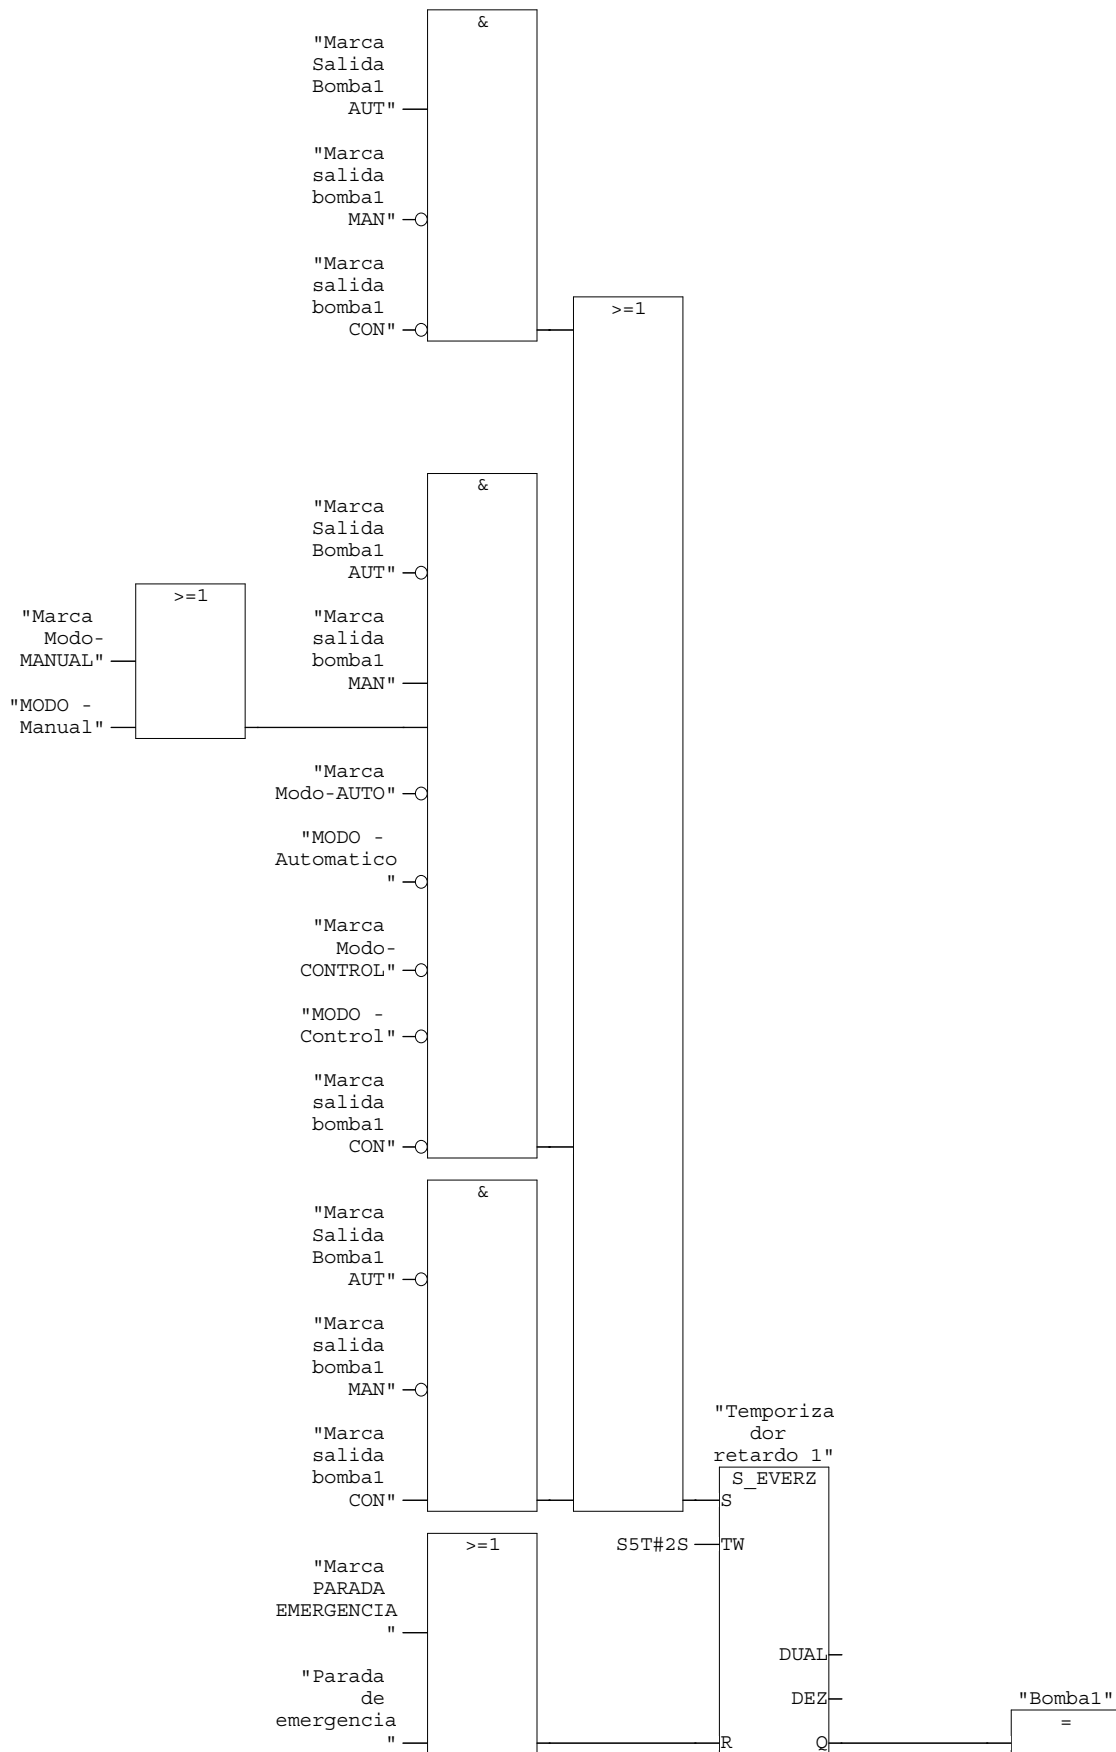 &
"Marca
Salida
Bomba1
AUT"
"Marca
salida
bomba1
MAN"
"Marca
salida
bomba1
CON"
>=1
&
"Marca
Salida
Bomba1
AUT"
>=1
"Marca
Modo-
MANUAL"
"MODO -
Manual"
"Marca
salida
bomba1
MAN"
"Marca
Modo-AUTO"
"MODO -
Automatico
"
"Marca
Modo-
CONTROL"
"MODO -
Control"
"Marca
salida
bomba1
CON"
&
"Marca
Salida
Bomba1
AUT"
"Marca
salida
bomba1
MAN"
"Marca
salida
bomba1
CON"
"Temporiza
dor
retardo 1"
S_EVERZ
S
S5T#2S
TW
>=1
"Marca
PARADA
EMERGENCIA
"
"Parada
de
emergencia
"
DUAL
DEZ
R
Q
"Bomba1"
=